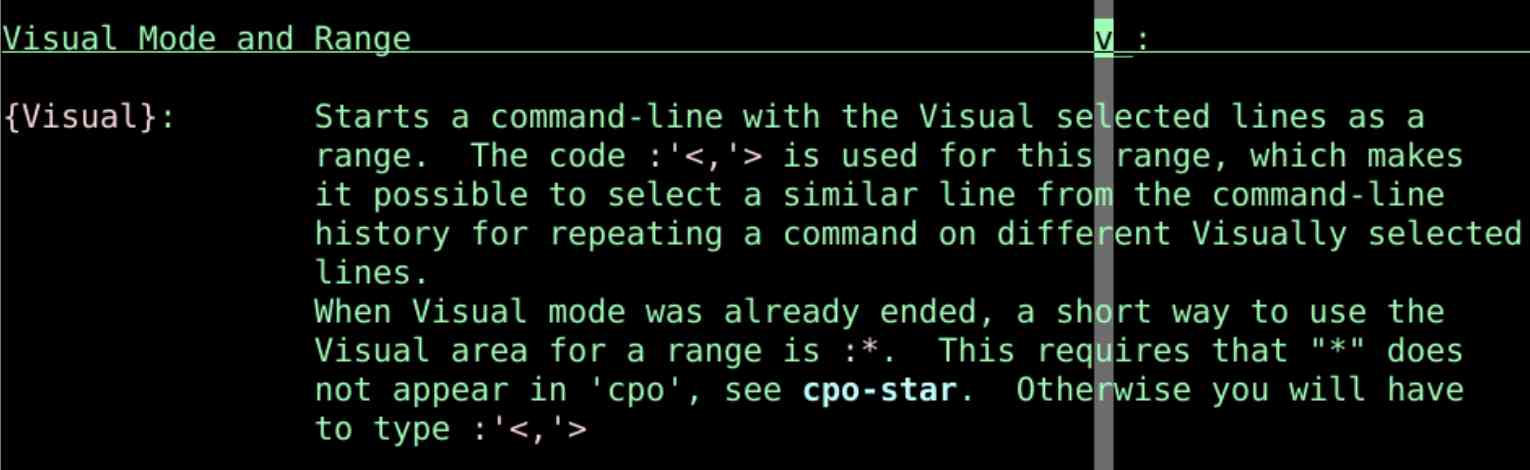 Visual Mode and Range v_:
{Visual}: Starts a command-line with the Visual selected lines as a
range. The code :'<,'> is used for this range, which makes
it possible to select a similar line from the command-line
history for repeating a command on different Visually selected
lines.
When Visual mode was already ended, a short way to use the
Visual area for a range is :*. This requires that "*" does
not appear in 'cpo', see cpo-star. Otherwise you will have
to type :'<,'>